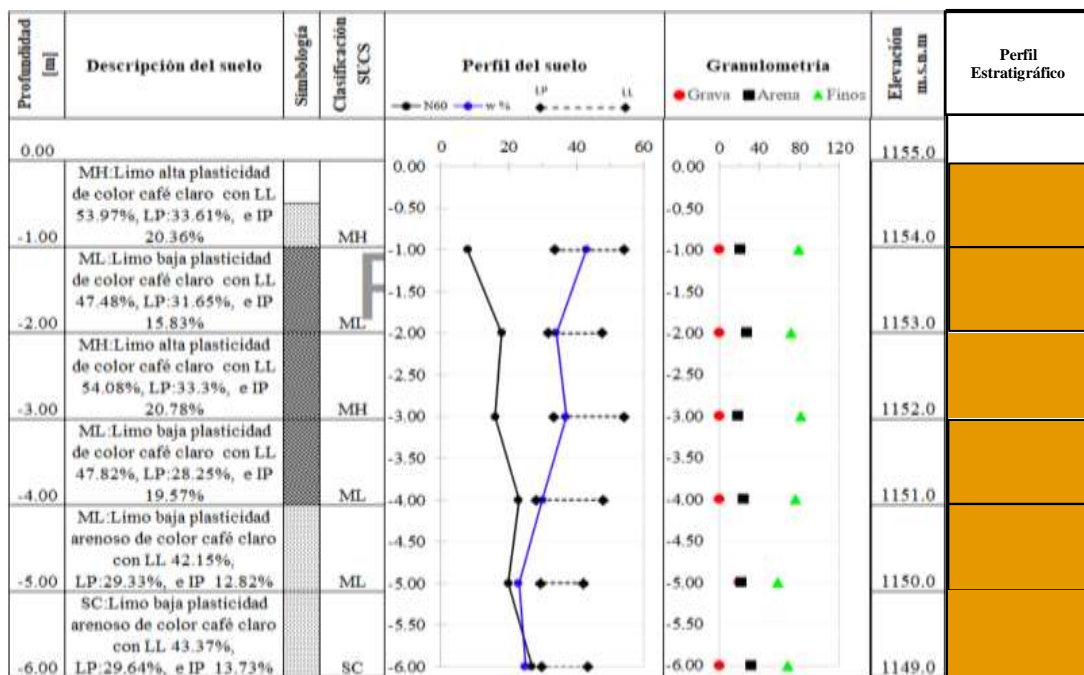 Profundidad [m]
Descripción del suelo
Simbología
Clasificación SUCS
Perfil del suelo
N60 w % LP LL
Granulometria
Grava Arena Finos
Elevación m.s.n.m
Perfil
Estratigráfico
0.00
0 20 40 60
0 40 80 120
1155.0
MH:Limo alta plasticidad
de color café claro con LL
53.97%, LP:33.61%, e IP
20.36%
-1.00
MH
1154.0
ML:Limo baja plasticidad
de color café claro con LL
47.48%, LP:31.65%, e IP
15.83%
-2.00
ML
1153.0
MH:Limo alta plasticidad
de color café claro con LL
54.08%, LP:33.3%, e IP
20.78%
-3.00
MH
1152.0
ML:Limo baja plasticidad
de color café claro con LL
47.82%, LP:28.25%, e IP
19.57%
-4.00
ML
1151.0
ML:Limo baja plasticidad
arenoso de color café claro
con LL 42.15%,
LP:29.33%, e IP 12.82%
-5.00
ML
1150.0
SC:Limo baja plasticidad
arenoso de color café claro
con LL 43.37%,
LP:29.64%, e IP 13.73%
-6.00
SC
1149.0
0.00
-0.50
-1.00
-1.50
-2.00
-2.50
-3.00
-3.50
-4.00
-4.50
-5.00
-5.50
-6.00
0.00
-0.50
-1.00
-1.50
-2.00
-2.50
-3.00
-3.50
-4.00
-4.50
-5.00
-5.50
-6.00